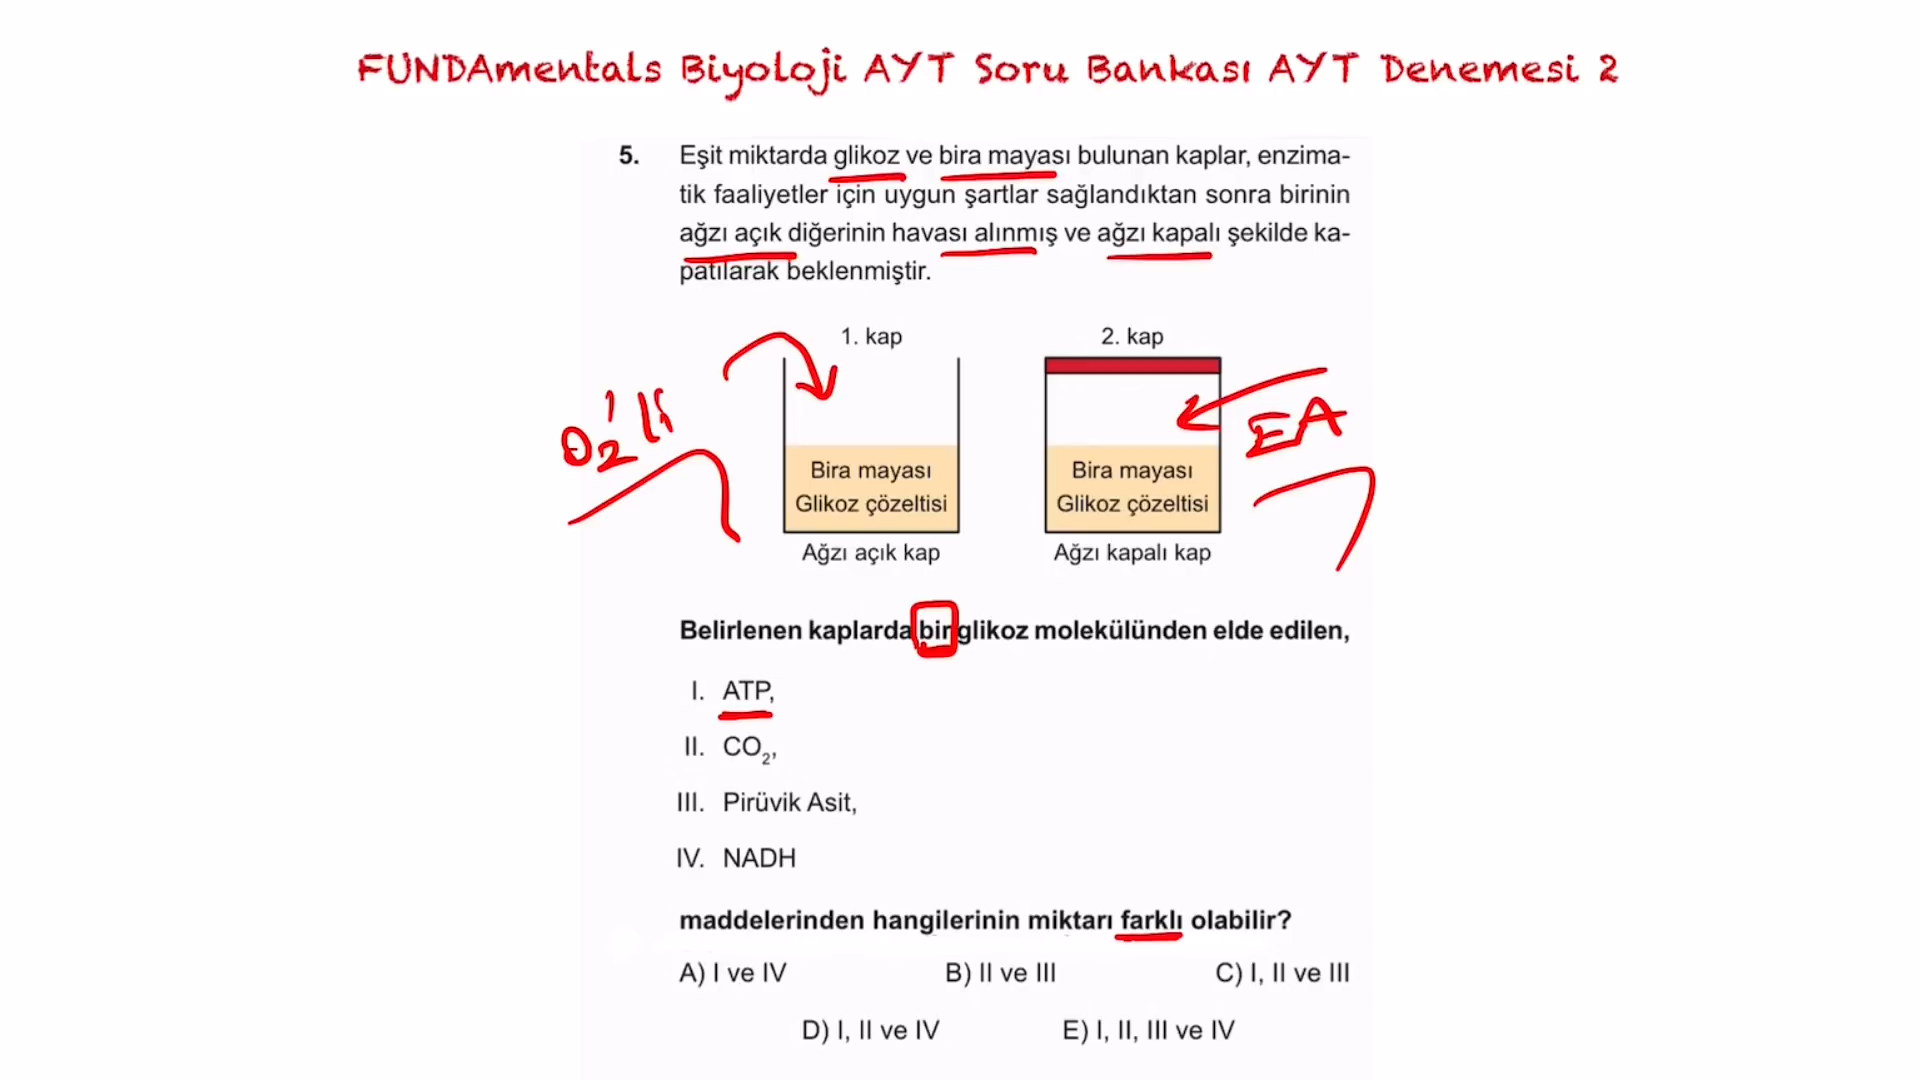 FUNDAmentals Biyoloji AYT Soru Bankası AYT Denemesi 2
5. Eşit miktarda glikoz ve bira mayası bulunan kaplar, enzima-
tik faaliyetler için uygun şartlar sağlandıktan sonra birinin
ağzı açık diğerinin havası alınmış ve ağzı kapalı şekilde ka-
patılarak beklenmiştir.
1. kap 2. kap
O2'li
EA
Bira mayası Bira mayası
Glikoz çözeltisi Glikoz çözeltisi
Ağzı açık kap Ağzı kapalı kap
Belirlenen kaplarda bir glikoz molekülünden elde edilen,
I. ATP,
II. CO2,
III. Pirüvik Asit,
IV. NADH
maddelerinden hangilerinin miktarı farklı olabilir?
A) I ve IV B) II ve III C) I, II ve III
D) I, II ve IV E) I, II, III ve IV